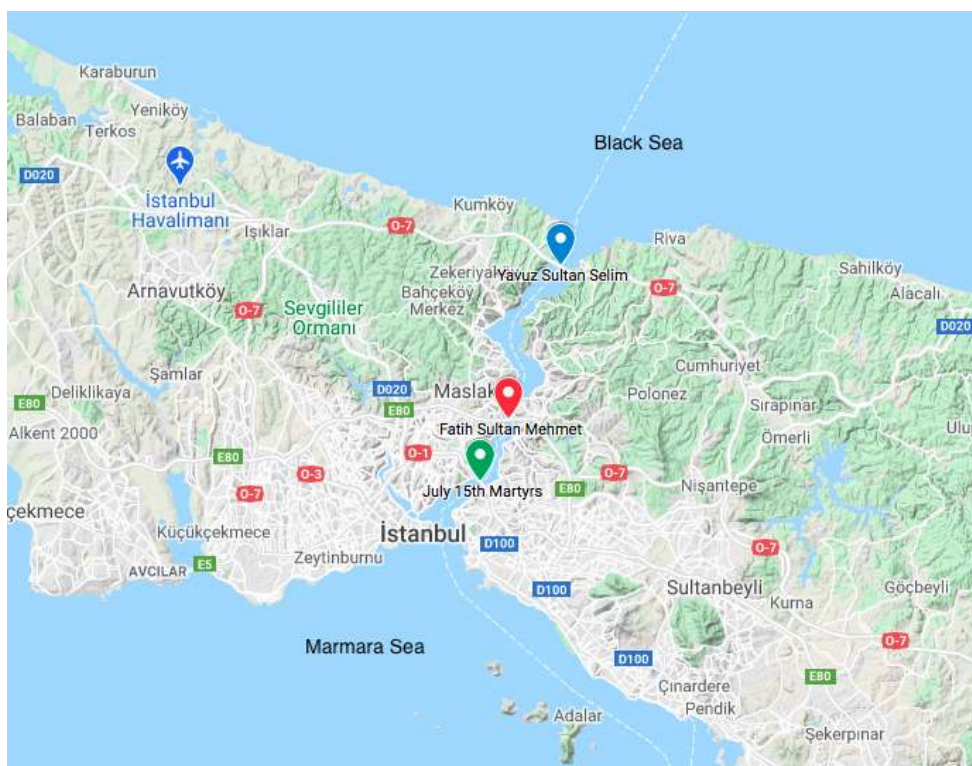 Karaburun
Yeniköy
Balaban
Terkos
Black Sea
D020
İstanbul
Havalimanı
Kumköy
Işıklar
O-7
Riva
Zekeriyaköy
Yavuz Sultan Selim
Sahilköy
Arnavutköy
Bahçeköy
Merkez
O-7
Alacalı
O-7
Sevgililer
Ormanı
D020
Şamlar
Cumhuriyet
Deliklikaya
D020
Maslak
Polonez
E80
E80
Sırapınar
Alkent 2000
Fatih Sultan Mehmet
Ömerli
Ulu
E80
O-1
O-3
O-7
July 15th Martyrs
E80
Nişantepe
O-7
çekmece
Küçükçekmece
İstanbul
D100
O-7
Zeytinburnu
AVCILAR
E5
D100
Sultanbeyli
Göçbeyli
Kurna
Marmara Sea
D100
O-7
E80
Çınardere
Pendik
Adalar
Şekerpınar